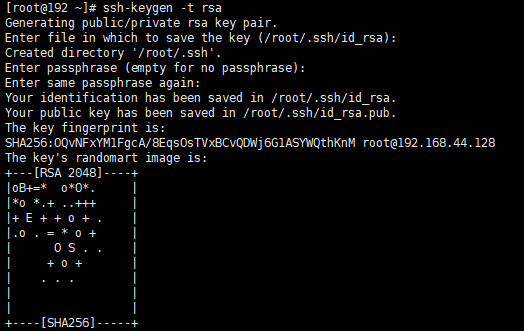 [root@192 ~]# ssh-keygen -t rsa
Generating public/private rsa key pair.
Enter file in which to save the key (/root/.ssh/id_rsa):
Created directory '/root/.ssh'.
Enter passphrase (empty for no passphrase):
Enter same passphrase again:
Your identification has been saved in /root/.ssh/id_rsa.
Your public key has been saved in /root/.ssh/id_rsa.pub.
The key fingerprint is:
SHA256:OQvNFxYM1FgcA/8EqsOsTVxBCvQDWj6G1ASYWQthKnM root@192.168.44.128
The key's randomart image is:
+---[RSA 2048]----+
|oB+=*  o*O*.     |
|*o *.+ ..+++     |
|+ E + + o + .    |
|.o . = * o +     |
|      O S . .    |
|     + o +       |
|    . . .        |
|                 |
|                 |
+----[SHA256]-----+